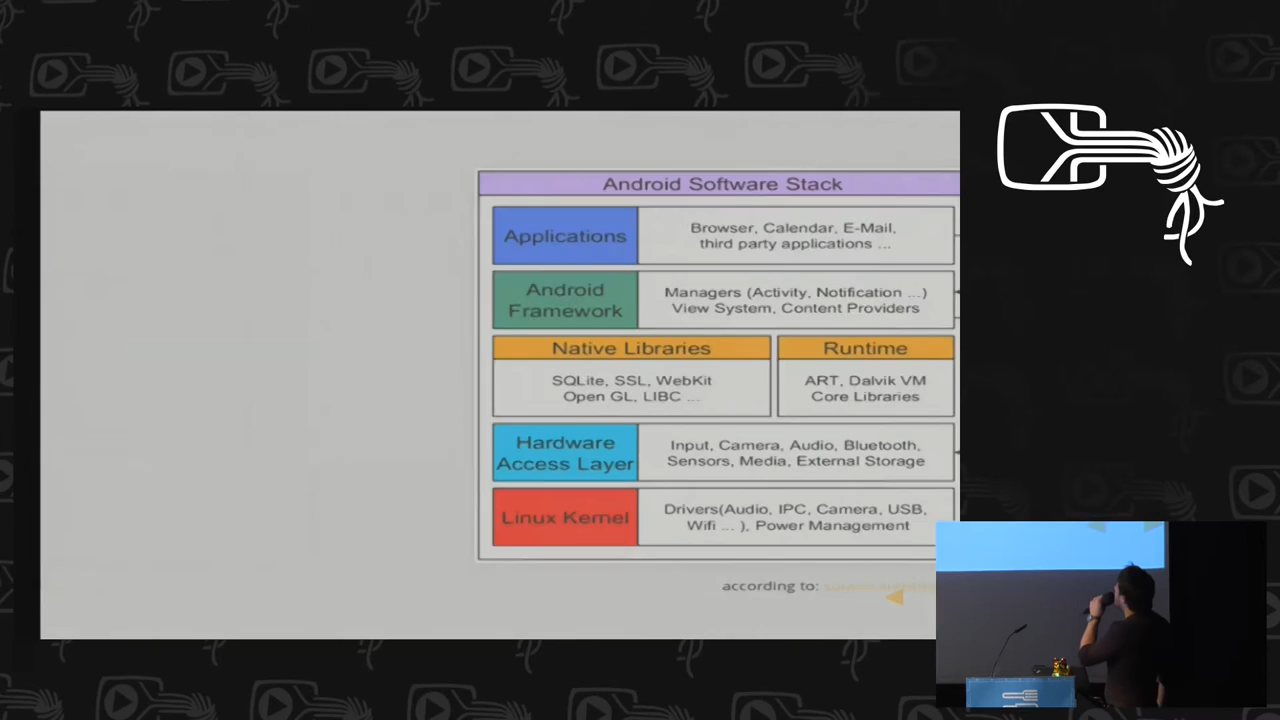 Android Software Stack
Applications
Browser, Calendar, E-Mail,
third party applications ...
Android
Framework
Managers (Activity, Notification ...)
View System, Content Providers
Native Libraries
SQLite, SSL, WebKit
Open GL, LIBC ...
Runtime
ART, Dalvik VM
Core Libraries
Hardware
Access Layer
Input, Camera, Audio, Bluetooth,
Sensors, Media, External Storage
Linux Kernel
Drivers(Audio, IPC, Camera, USB,
Wifi ... ), Power Management
according to: